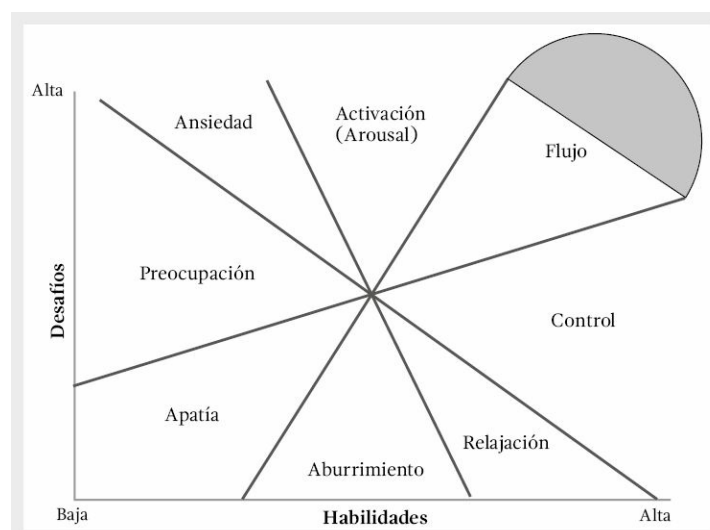 Alta
Ansiedad
Activación
(Arousal)
Flujo
Preocupación
Desafíos
Control
Apatía
Relajación
Aburrimiento
Baja
Habilidades
Alta